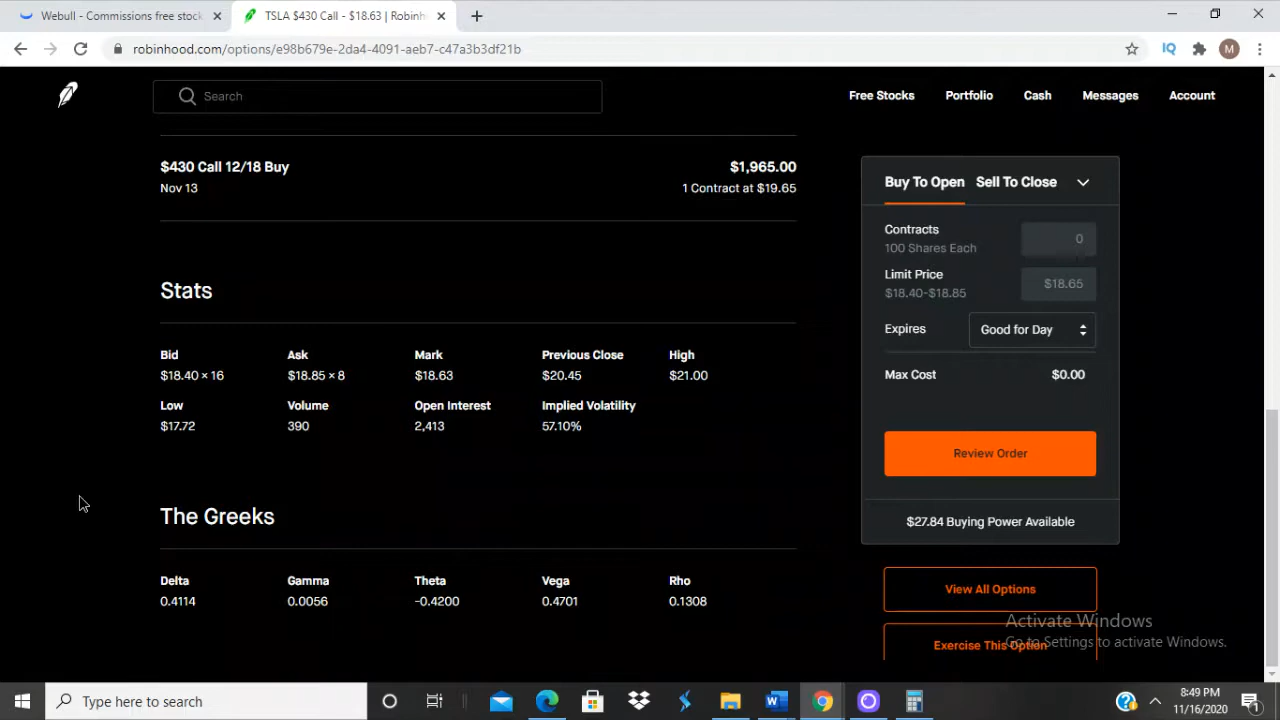 Webull - Commissions free stock
TSLA $430 Call - $18.63 | Robinh
robinhood.com/options/e98b679e-2da4-4091-aeb7-c47a3b3df21b
IQ
M
Search
Free Stocks Portfolio Cash Messages Account
$430 Call 12/18 Buy $1,965.00
Nov 13 1 Contract at $19.65
Stats
Bid Ask Mark Previous Close High
$18.40 × 16 $18.85 × 8 $18.63 $20.45 $21.00
Low Volume Open Interest Implied Volatility
$17.72 390 2,413 57.10%
The Greeks
Delta Gamma Theta Vega Rho
0.4114 0.0056 -0.4200 0.4701 0.1308
Buy To Open Sell To Close
Contracts 0
100 Shares Each
Limit Price $18.65
$18.40-$18.85
Expires Good for Day
Max Cost $0.00
Review Order
$27.84 Buying Power Available
View All Options
Exercise This Option
Activate Windows
Go to Settings to activate Windows.
Type here to search
8:49 PM
11/16/2020
1